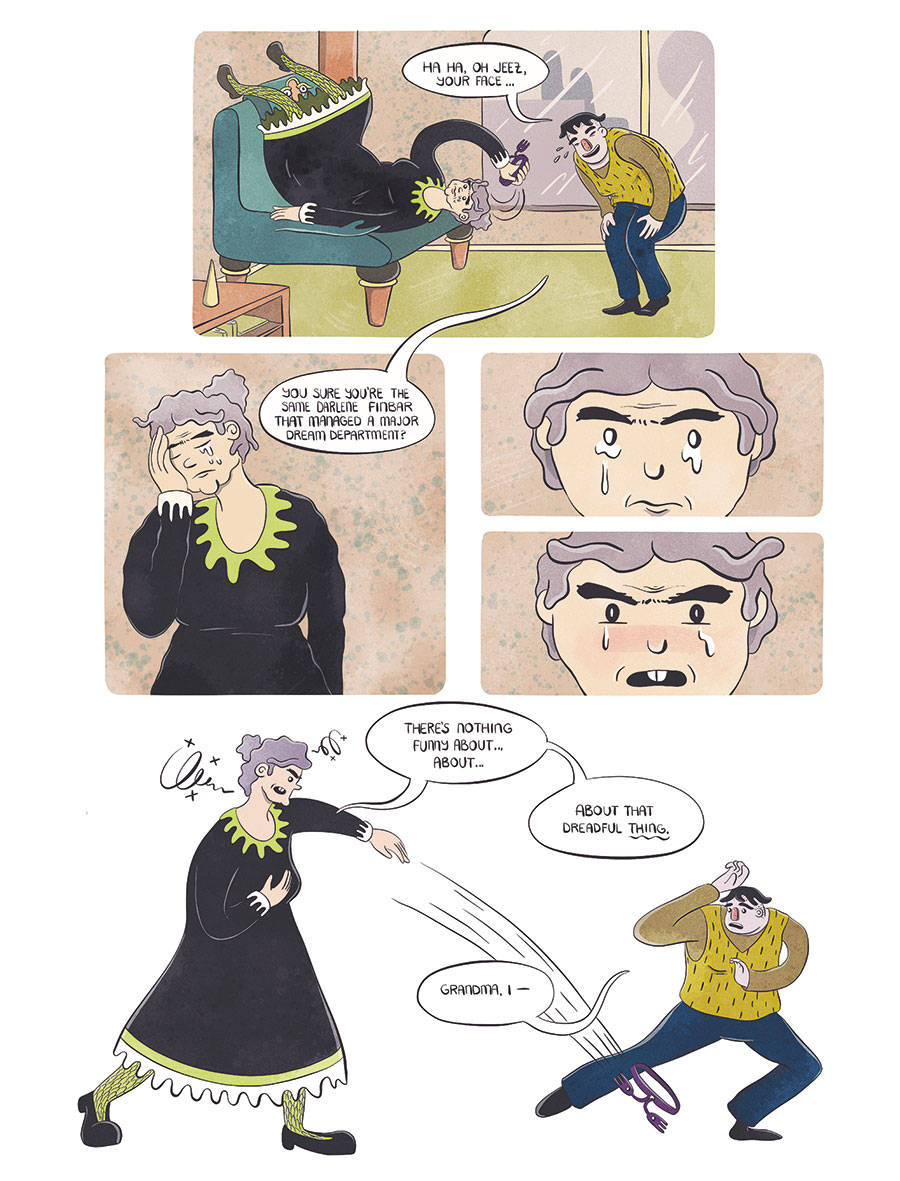 HA HA, OH JEEZ,
YOUR FACE...
YOU SURE YOU'RE THE
SAME DARLENE FINBAR
THAT MANAGED A MAJOR
DREAM DEPARTMENT?
THERE'S NOTHING
FUNNY ABOUT...
ABOUT...
ABOUT THAT
DREADFUL THING.
GRANDMA, I —